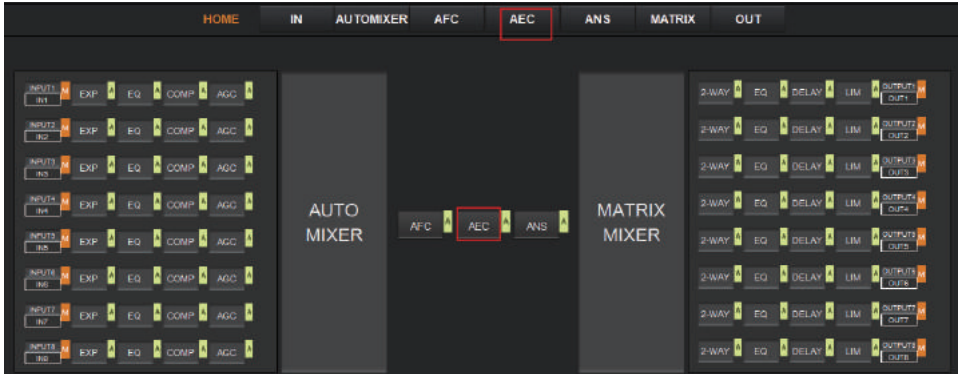 HOME IN AUTOMIXER AFC AEC ANS MATRIX OUT
INPUT1 M EXP A EQ A COMP A AGC A
IN1
INPUT2 M EXP A EQ A COMP A AGC A
IN2
INPUT3 M EXP A EQ A COMP A AGC A
IN3
INPUT4 M EXP A EQ A COMP A AGC A
IN4
INPUT5 M EXP A EQ A COMP A AGC A
IN5
INPUT6 M EXP A EQ A COMP A AGC A
IN6
INPUT7 M EXP A EQ A COMP A AGC A
IN7
INPUT8 M EXP A EQ A COMP A AGC A
IN8
AUTO
MIXER
AFC A AEC A ANS A
MATRIX
MIXER
2-WAY A EQ A DELAY A LIM A OUTPUT1 M
OUT1
2-WAY A EQ A DELAY A LIM A OUTPUT2 M
OUT2
2-WAY A EQ A DELAY A LIM A OUTPUT3 M
OUT3
2-WAY A EQ A DELAY A LIM A OUTPUT4 M
OUT4
2-WAY A EQ A DELAY A LIM A OUTPUT5 M
OUT5
2-WAY A EQ A DELAY A LIM A OUTPUT6 M
OUT6
2-WAY A EQ A DELAY A LIM A OUTPUT7 M
OUT7
2-WAY A EQ A DELAY A LIM A OUTPUT8 M
OUT8